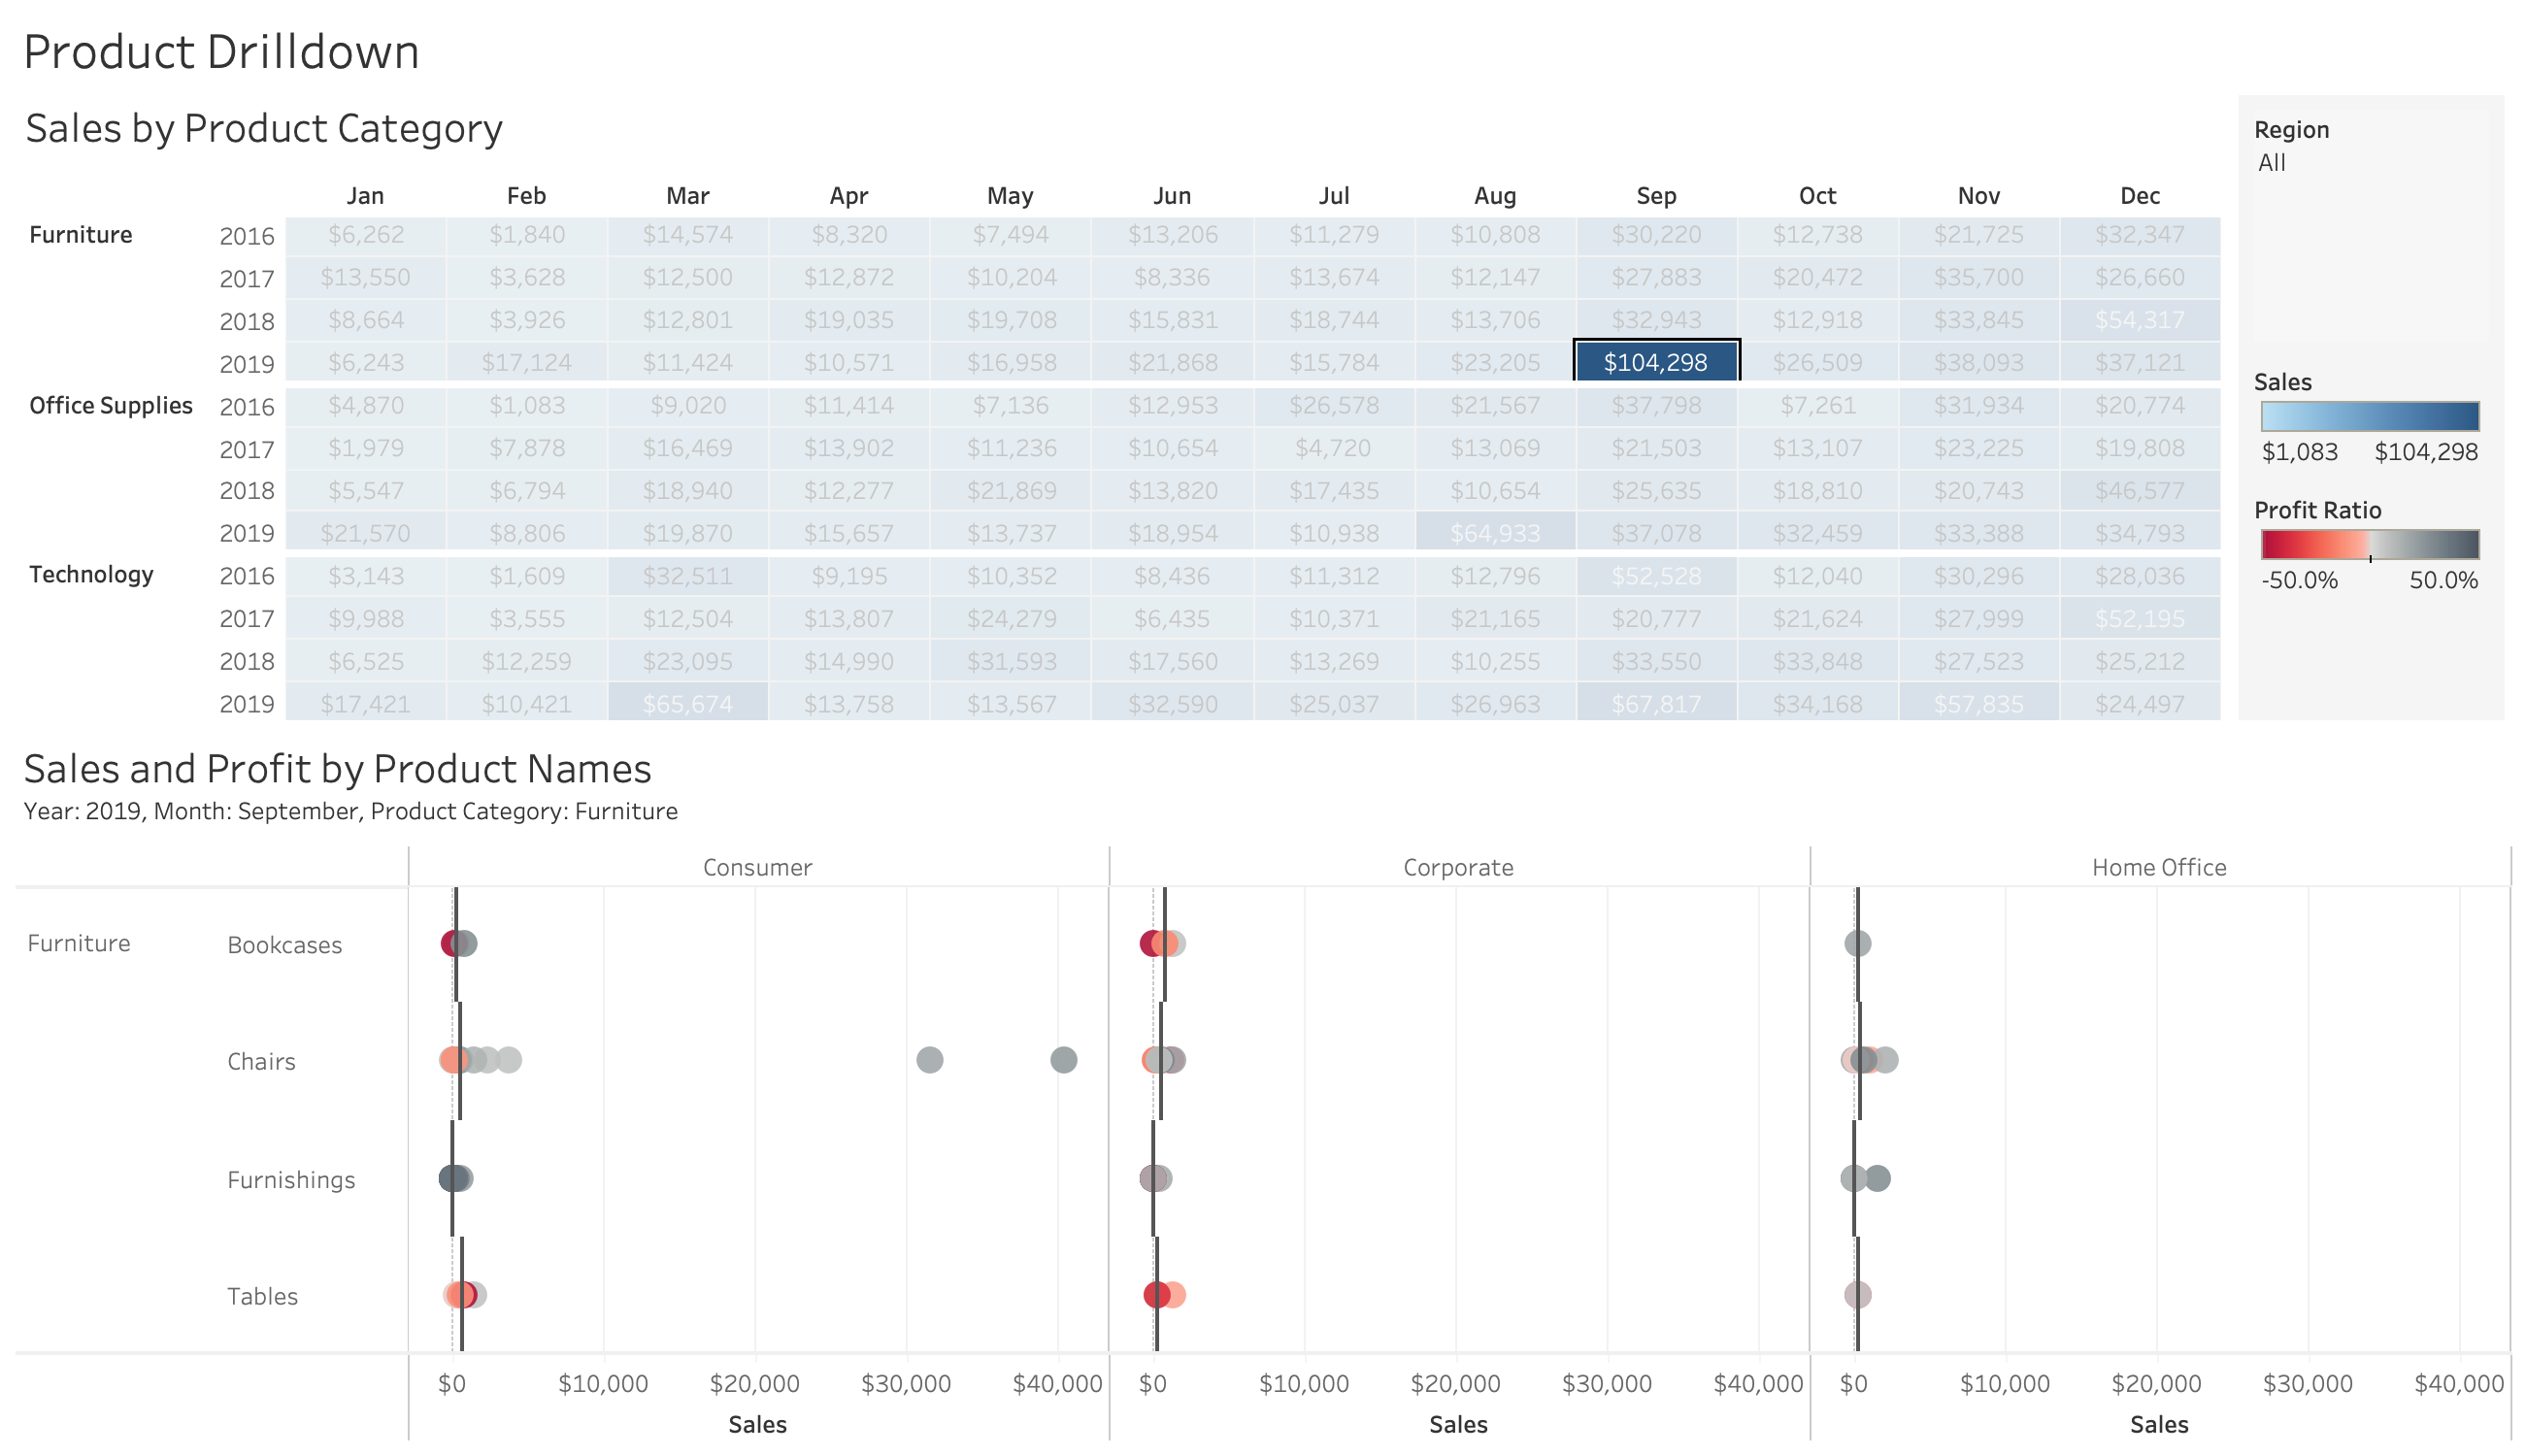 Product Drilldown
Sales by Product Category
Jan Feb Mar Apr May Jun Jul Aug Sep Oct Nov Dec
Furniture 2016 $6,262 $1,840 $14,574 $8,320 $7,494 $13,206 $11,279 $10,808 $30,220 $12,738 $21,725 $32,347
2017 $13,550 $3,628 $12,500 $12,872 $10,204 $8,336 $13,674 $12,147 $27,883 $20,472 $35,700 $26,660
2018 $8,664 $3,926 $12,801 $19,035 $19,708 $15,831 $18,744 $13,706 $32,943 $12,918 $33,845 $54,317
2019 $6,243 $17,124 $11,424 $10,571 $16,958 $21,868 $15,784 $23,205 $104,298 $26,509 $38,093 $37,121
Office Supplies 2016 $4,870 $1,083 $9,020 $11,414 $7,136 $12,953 $26,578 $21,567 $37,798 $7,261 $31,934 $20,774
2017 $1,979 $7,878 $16,469 $13,902 $11,236 $10,654 $4,720 $13,069 $21,503 $13,107 $23,225 $19,808
2018 $5,547 $6,794 $18,940 $12,277 $21,869 $13,820 $17,435 $10,654 $25,635 $18,810 $20,743 $46,577
2019 $21,570 $8,806 $19,870 $15,657 $13,737 $18,954 $10,938 $64,933 $37,078 $32,459 $33,388 $34,793
Technology 2016 $3,143 $1,609 $32,511 $9,195 $10,352 $8,436 $11,312 $12,796 $52,528 $12,040 $30,296 $28,036
2017 $9,988 $3,555 $12,504 $13,807 $24,279 $6,435 $10,371 $21,165 $20,777 $21,624 $27,999 $52,195
2018 $6,525 $12,259 $23,095 $14,990 $31,593 $17,560 $13,269 $10,255 $33,550 $33,848 $27,523 $25,212
2019 $17,421 $10,421 $65,674 $13,758 $13,567 $32,590 $25,037 $26,963 $67,817 $34,168 $57,835 $24,497
Region
All
Sales
$1,083 $104,298
Profit Ratio
-50.0% 50.0%
Sales and Profit by Product Names
Year: 2019, Month: September, Product Category: Furniture
Consumer Corporate Home Office
Furniture Bookcases
Chairs
Furnishings
Tables
$0 $10,000 $20,000 $30,000 $40,000 $0 $10,000 $20,000 $30,000 $40,000 $0 $10,000 $20,000 $30,000 $40,000
Sales Sales Sales